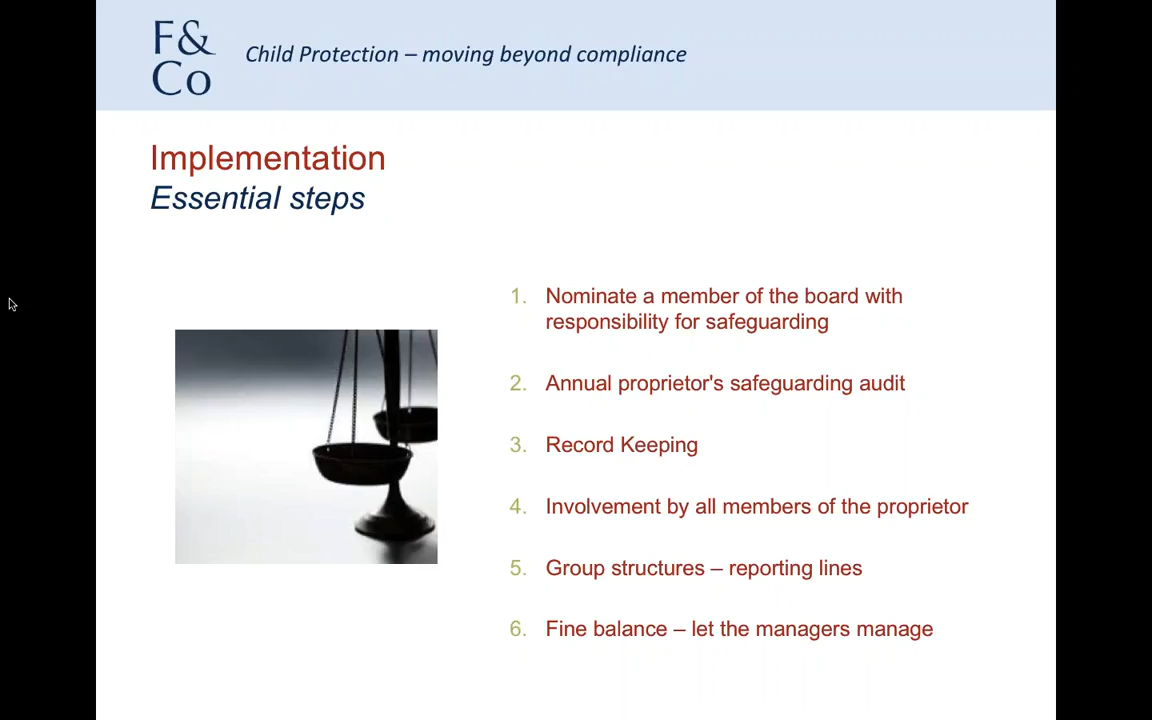 F&
Co
Child Protection – moving beyond compliance
Implementation
Essential steps
1. Nominate a member of the board with
responsibility for safeguarding
2. Annual proprietor's safeguarding audit
3. Record Keeping
4. Involvement by all members of the proprietor
5. Group structures – reporting lines
6. Fine balance – let the managers manage